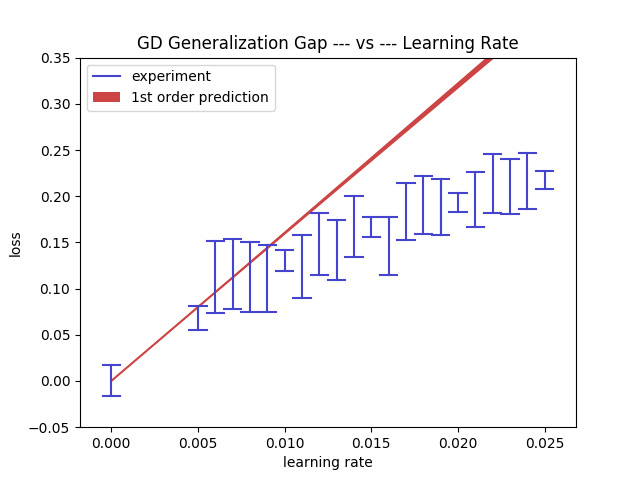 GD Generalization Gap --- vs --- Learning Rate
experiment
1st order prediction
loss
0.35
0.30
0.25
0.20
0.15
0.10
0.05
0.00
−0.05
0.000 0.005 0.010 0.015 0.020 0.025
learning rate